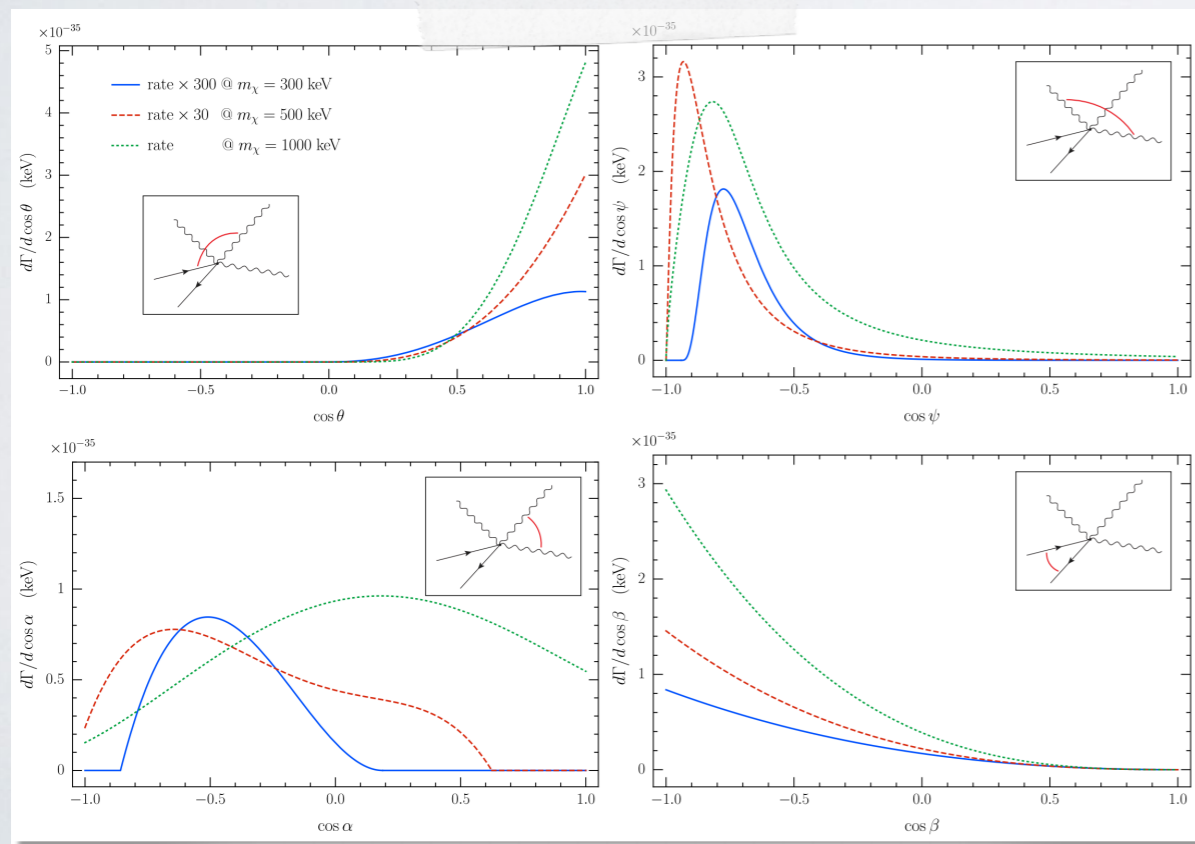 ×10⁻³⁵
5
4
3
2
1
0
dΓ/d cos θ (keV)
rate × 300 @ mχ = 300 keV
rate × 30 @ mχ = 500 keV
rate @ mχ = 1000 keV
−1.0 −0.5 0.0 0.5 1.0
cos θ
×10⁻³⁵
3
2
1
0
dΓ/d cos ψ (keV)
−1.0 −0.5 0.0 0.5 1.0
cos ψ
×10⁻³⁵
1.5
1
0.5
0
dΓ/d cos α (keV)
−1.0 −0.5 0.0 0.5 1.0
cos α
×10⁻³⁵
3
2
1
0
dΓ/d cos β (keV)
−1.0 −0.5 0.0 0.5 1.0
cos β